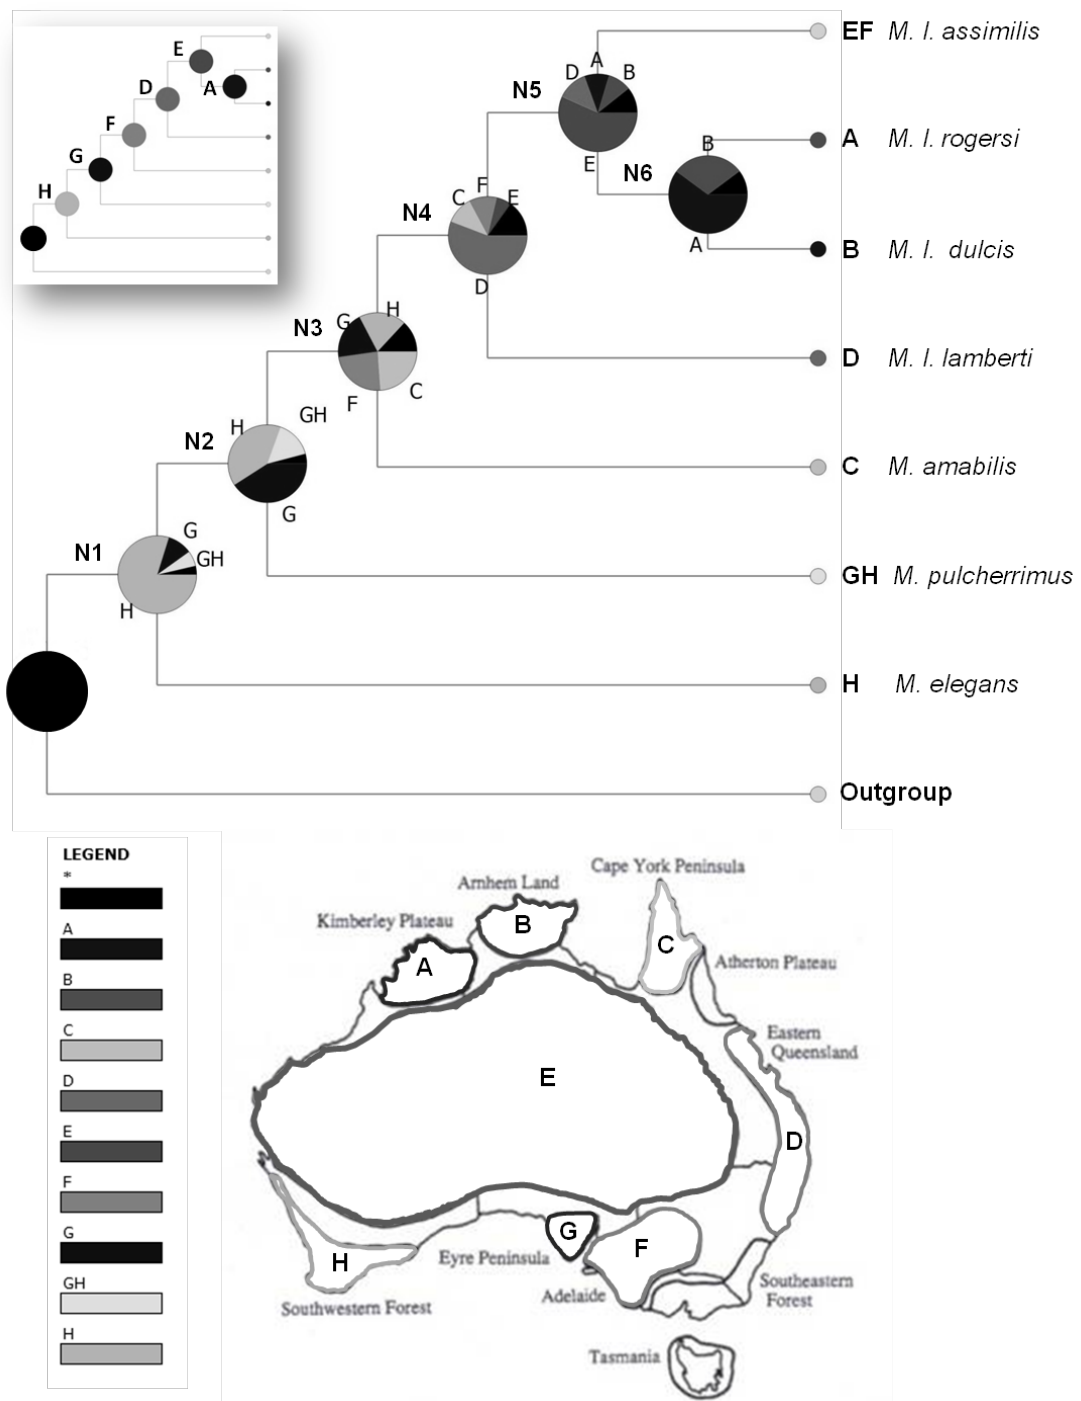 E
A
D
F
G
H
A
D
B
N5
E
EF M. l. assimilis
B
N6
A
A M. l. rogersi
B M. l. dulcis
F
C
E
N4
D
D M. l. lamberti
H
G
N3
C
F
C M. amabilis
GH
H
N2
G
GH M. pulcherrimus
G
N1
GH
H
H M. elegans
Outgroup
LEGEND
*
A
B
C
D
E
F
G
GH
H
Cape York Peninsula
Arnhem Land
Kimberley Plateau
B
C
A
Atherton Plateau
Eastern
Queensland
E
D
G
F
H
Eyre Peninsula
Adelaide
Southwestern Forest
Southeastern
Forest
Tasmania